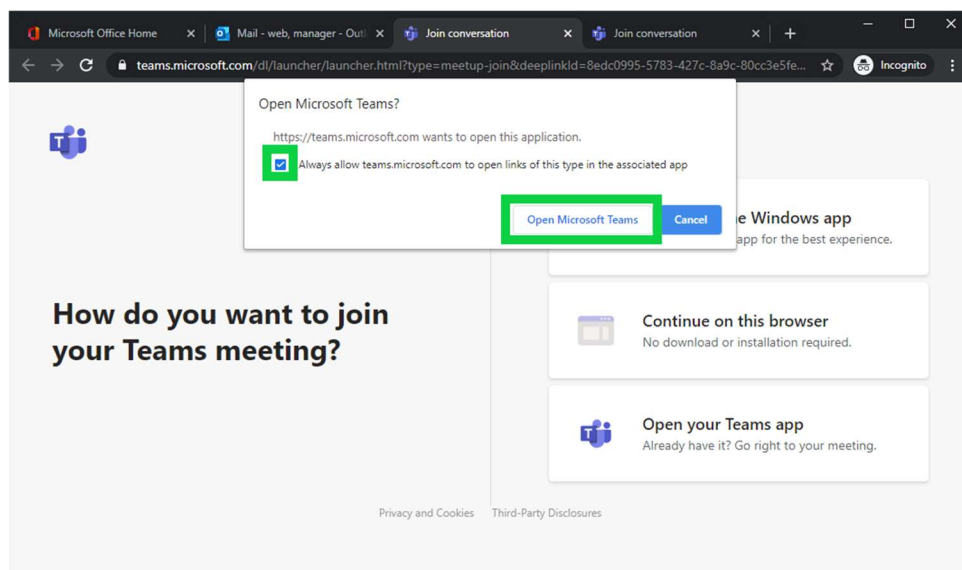 Microsoft Office Home
Mail - web, manager - Outl
Join conversation
Join conversation
teams.microsoft.com/dl/launcher/launcher.html?type=meetup-join&deeplinkId=8edc0995-5783-427c-8a9c-80cc3e5fe...
Incognito
Open Microsoft Teams?
https://teams.microsoft.com wants to open this application.
Always allow teams.microsoft.com to open links of this type in the associated app
Open Microsoft Teams
Cancel
e Windows app
app for the best experience.
How do you want to join
your Teams meeting?
Continue on this browser
No download or installation required.
Open your Teams app
Already have it? Go right to your meeting.
Privacy and Cookies
Third-Party Disclosures